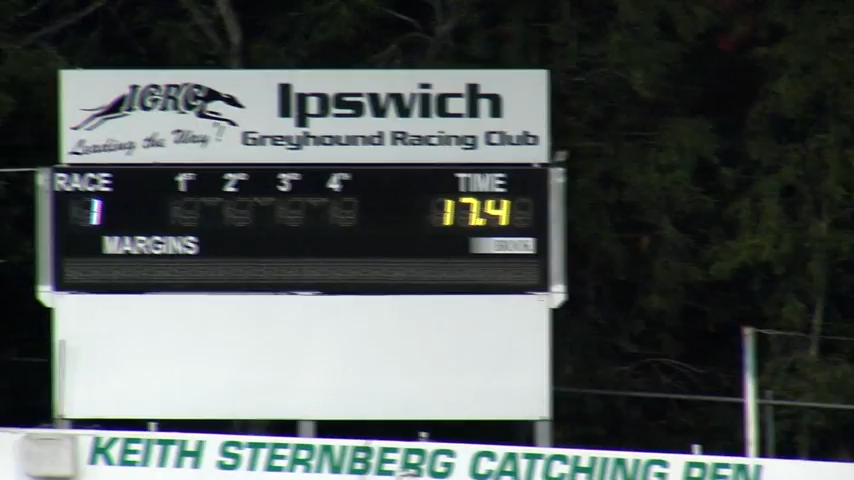 IGRC
Leading the Way!!
Ipswich
Greyhound Racing Club
RACE 1st 2nd 3rd 4th TIME
1 17.4
MARGINS
KEITH STERNBERG CATCHING PEN